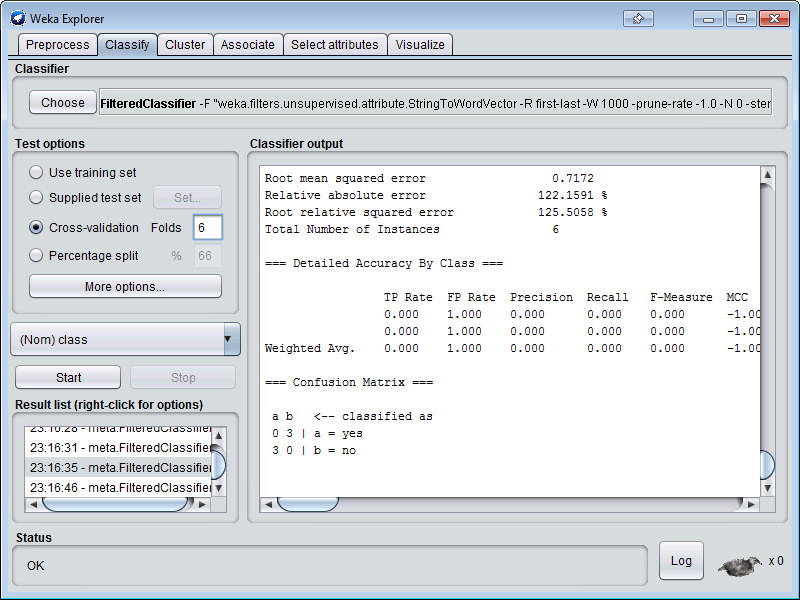 Weka Explorer
Preprocess Classify Cluster Associate Select attributes Visualize
Classifier
Choose FilteredClassifier -F "weka.filters.unsupervised.attribute.StringToWordVector -R first-last -W 1000 -prune-rate -1.0 -N 0 -ster
Test options
Use training set
Supplied test set Set...
Cross-validation Folds 6
Percentage split % 66
More options...
(Nom) class
Start Stop
Result list (right-click for options)
23:16:28 - meta.FilteredClassifier
23:16:31 - meta.FilteredClassifier
23:16:35 - meta.FilteredClassifier
23:16:46 - meta.FilteredClassifier
Classifier output
Root mean squared error 0.7172
Relative absolute error 122.1591 %
Root relative squared error 125.5058 %
Total Number of Instances 6
=== Detailed Accuracy By Class ===
TP Rate FP Rate Precision Recall F-Measure MCC
0.000 1.000 0.000 0.000 0.000 -1.00
0.000 1.000 0.000 0.000 0.000 -1.00
Weighted Avg. 0.000 1.000 0.000 0.000 0.000 -1.00
=== Confusion Matrix ===
a b <-- classified as
0 3 | a = yes
3 0 | b = no
Status
OK
Log x 0